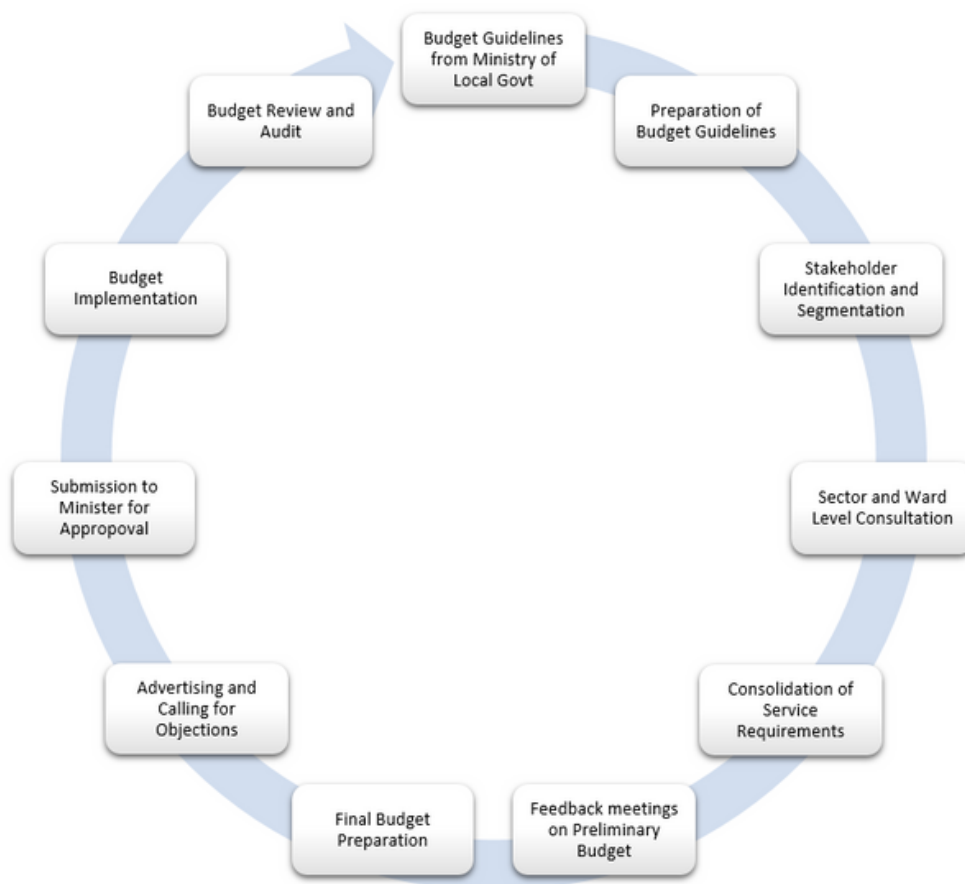 Budget Guidelines
from Ministry of
Local Govt
Preparation of
Budget Guidelines
Stakeholder
Identification and
Segmentation
Sector and Ward
Level Consultation
Consolidation of
Service
Requirements
Feedback meetings
on Preliminary
Budget
Final Budget
Preparation
Advertising and
Calling for
Objections
Submission to
Minister for
Appropoval
Budget
Implementation
Budget Review and
Audit